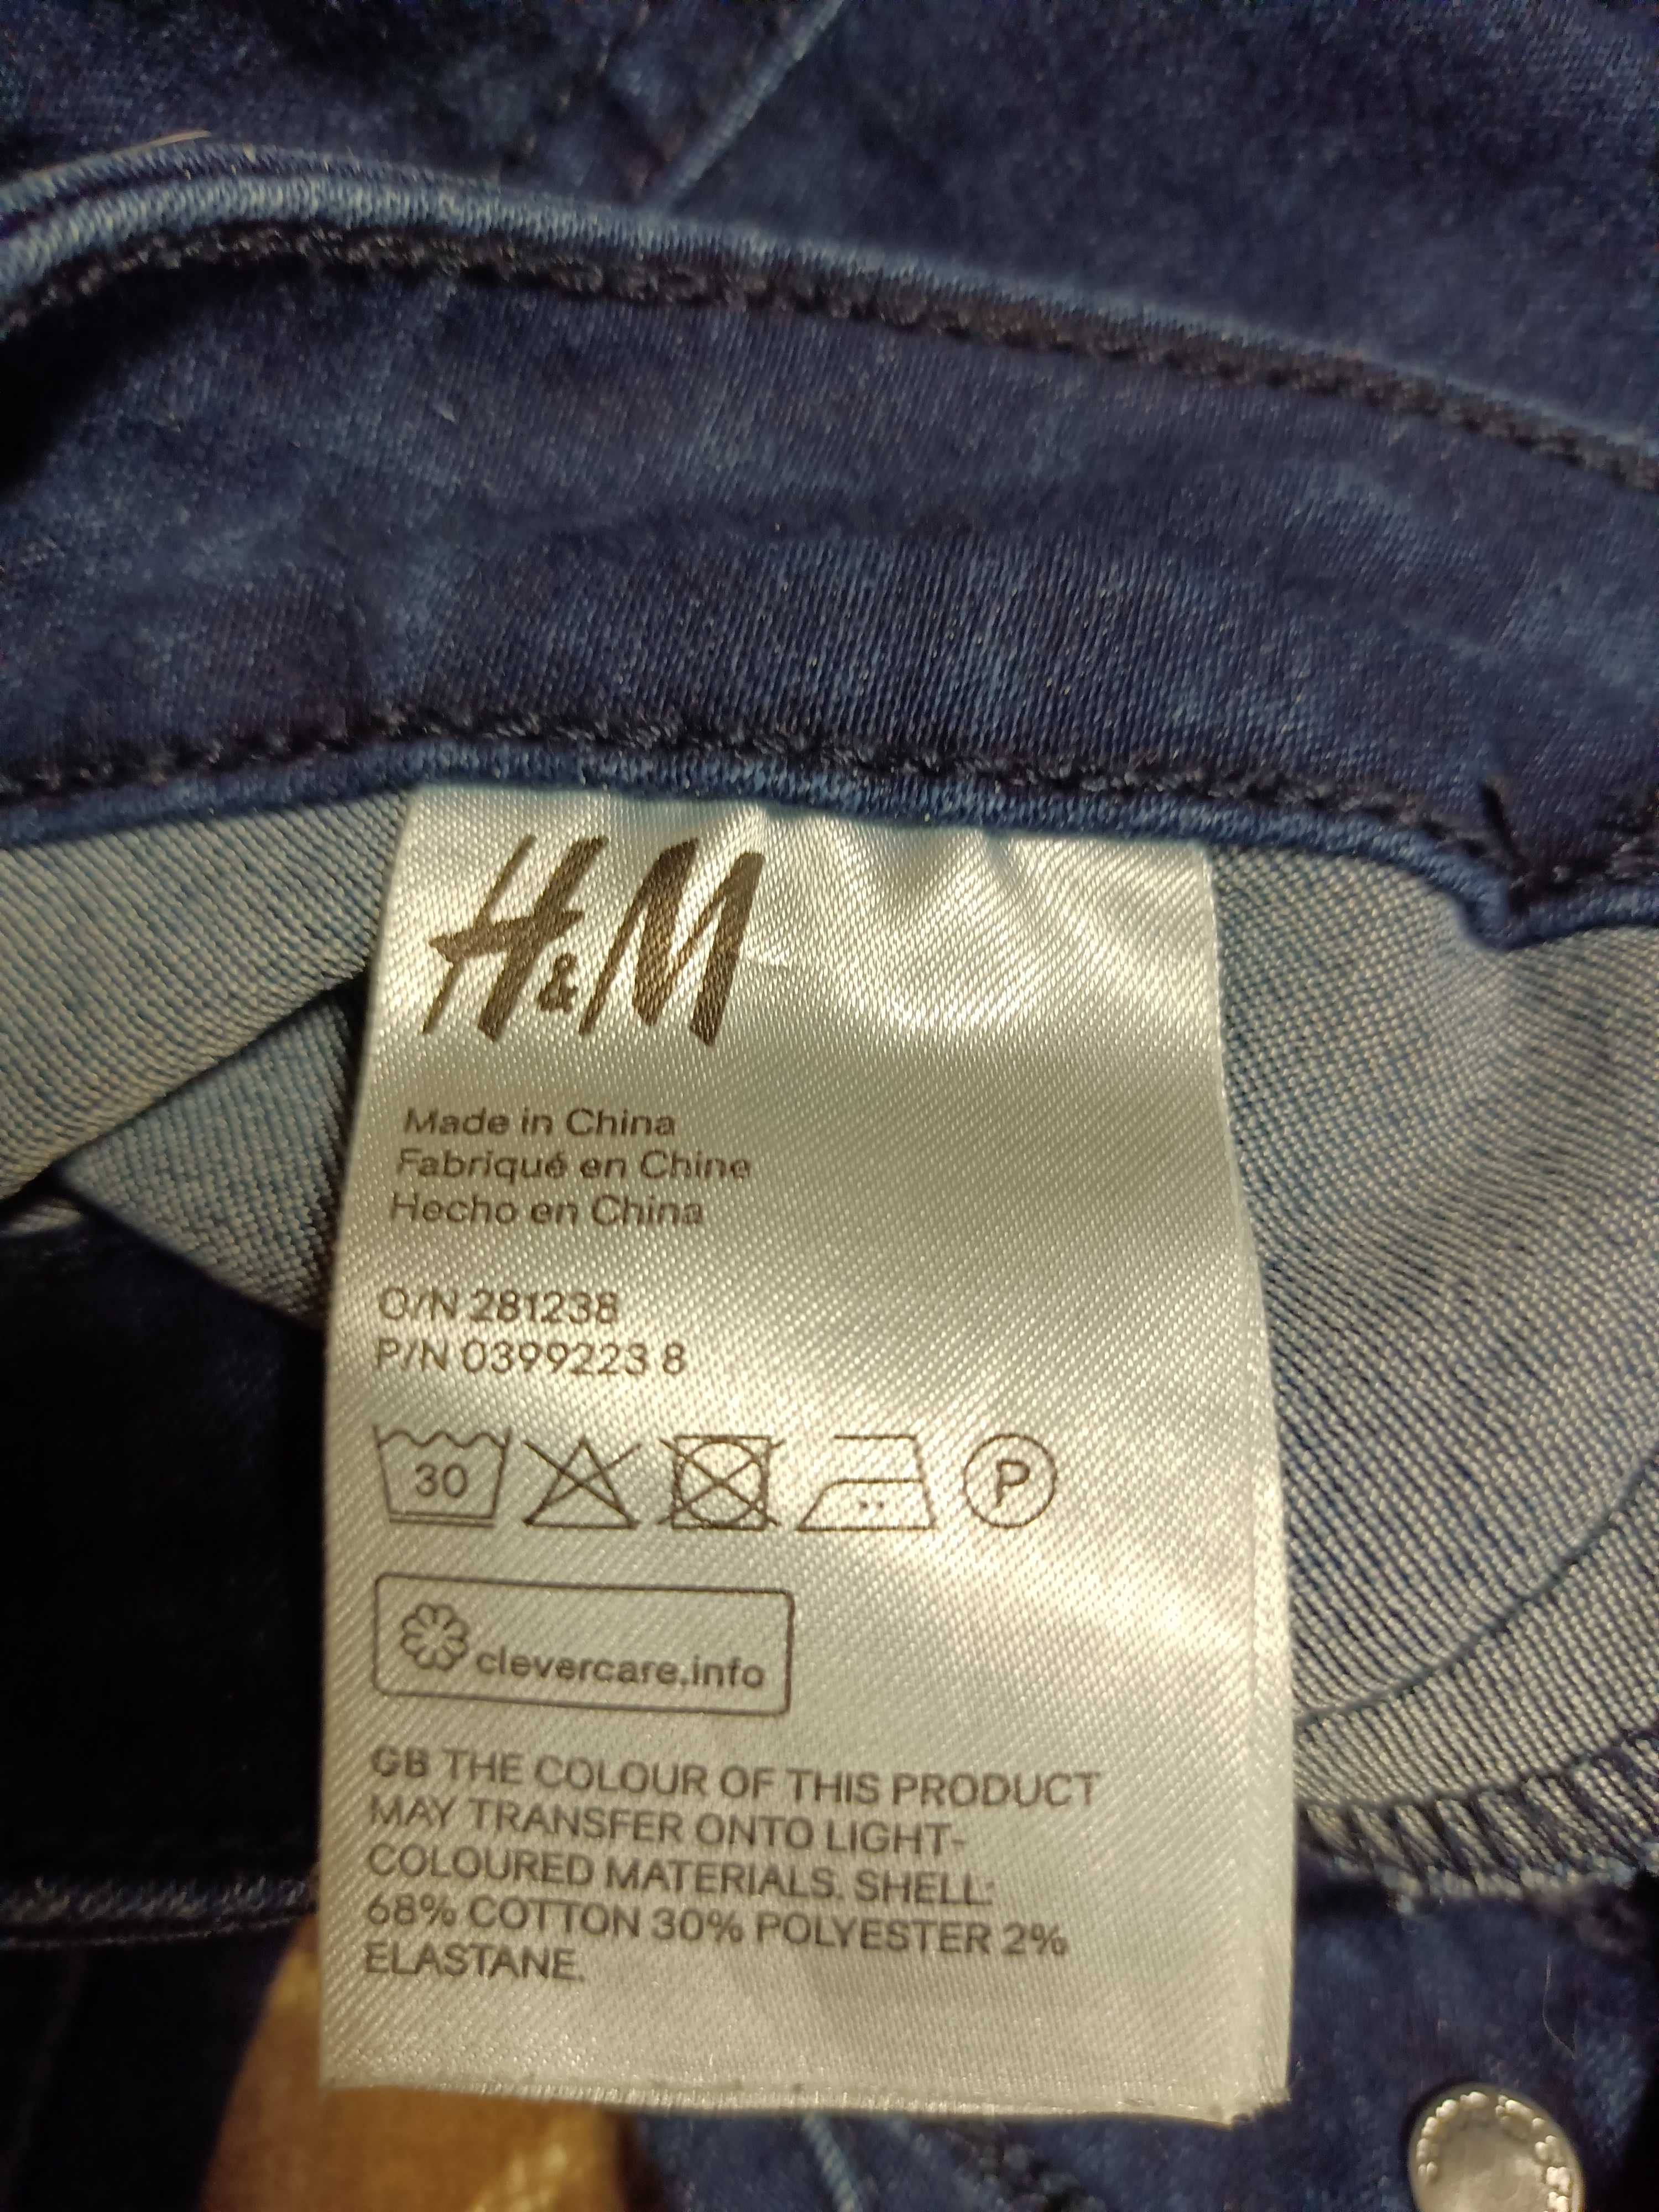 H&M
Made in China
Fabriqué en Chine
Hecho en China
O/N 281238
P/N 0399223 8
30
P
clevercare.info
GB THE COLOUR OF THIS PRODUCT
MAY TRANSFER ONTO LIGHT-
COLOURED MATERIALS. SHELL:
68% COTTON 30% POLYESTER 2%
ELASTANE.